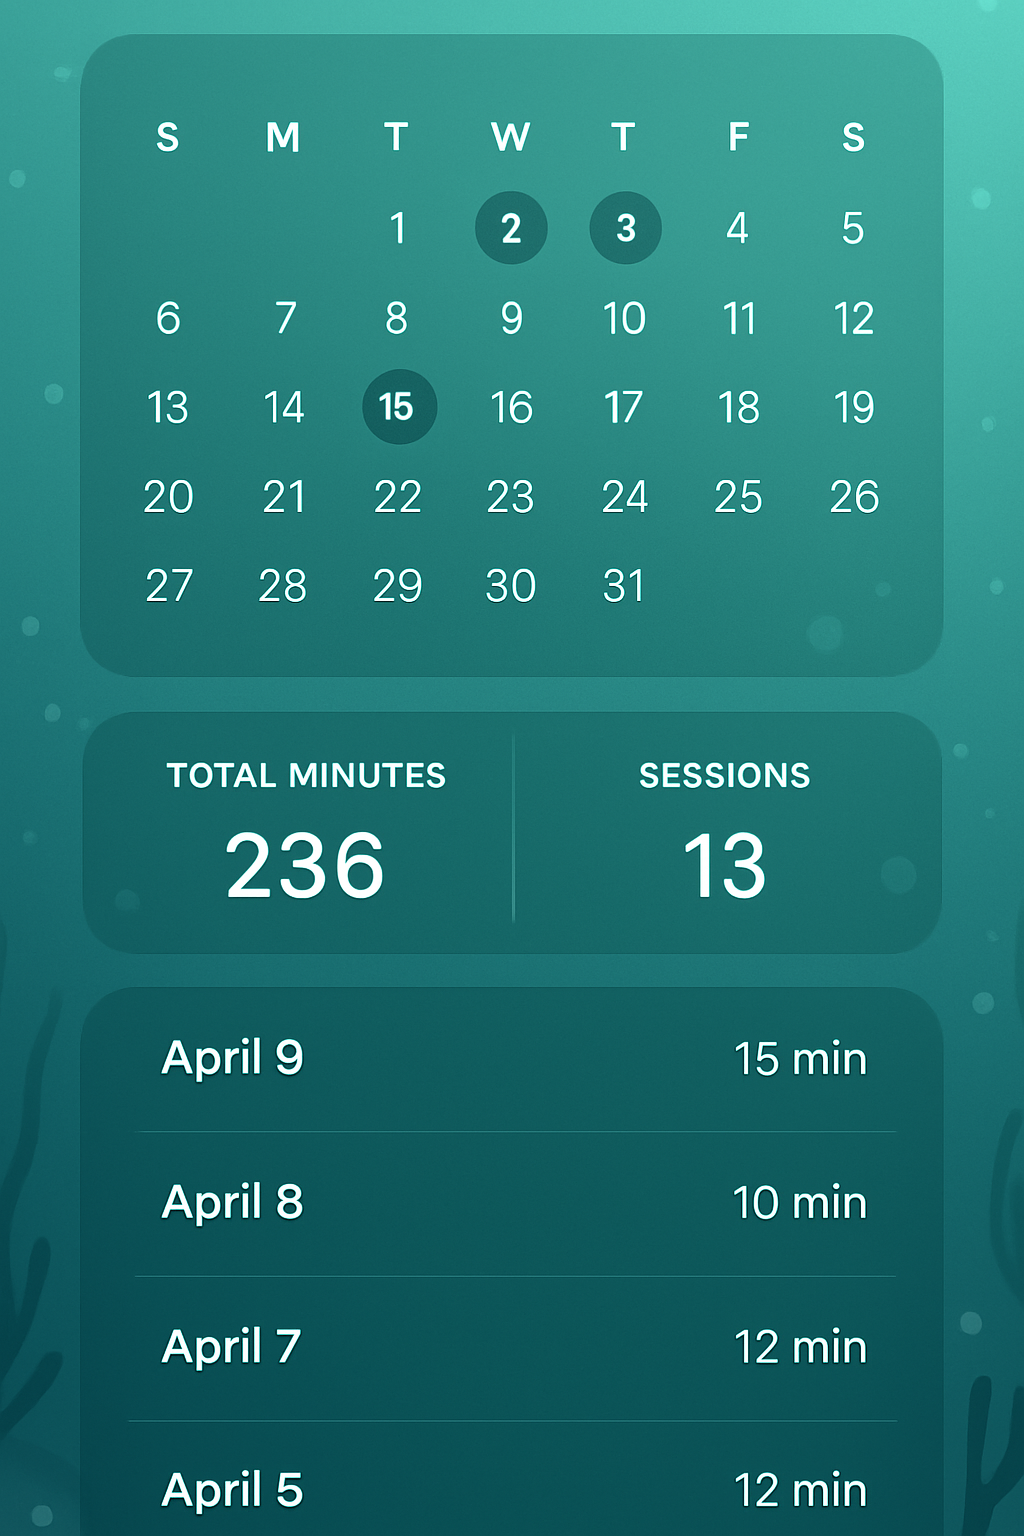 S M T W T F S
1 2 3 4 5
6 7 8 9 10 11 12
13 14 15 16 17 18 19
20 21 22 23 24 25 26
27 28 29 30 31
TOTAL MINUTES SESSIONS
236 13
April 9 15 min
April 8 10 min
April 7 12 min
April 5 12 min